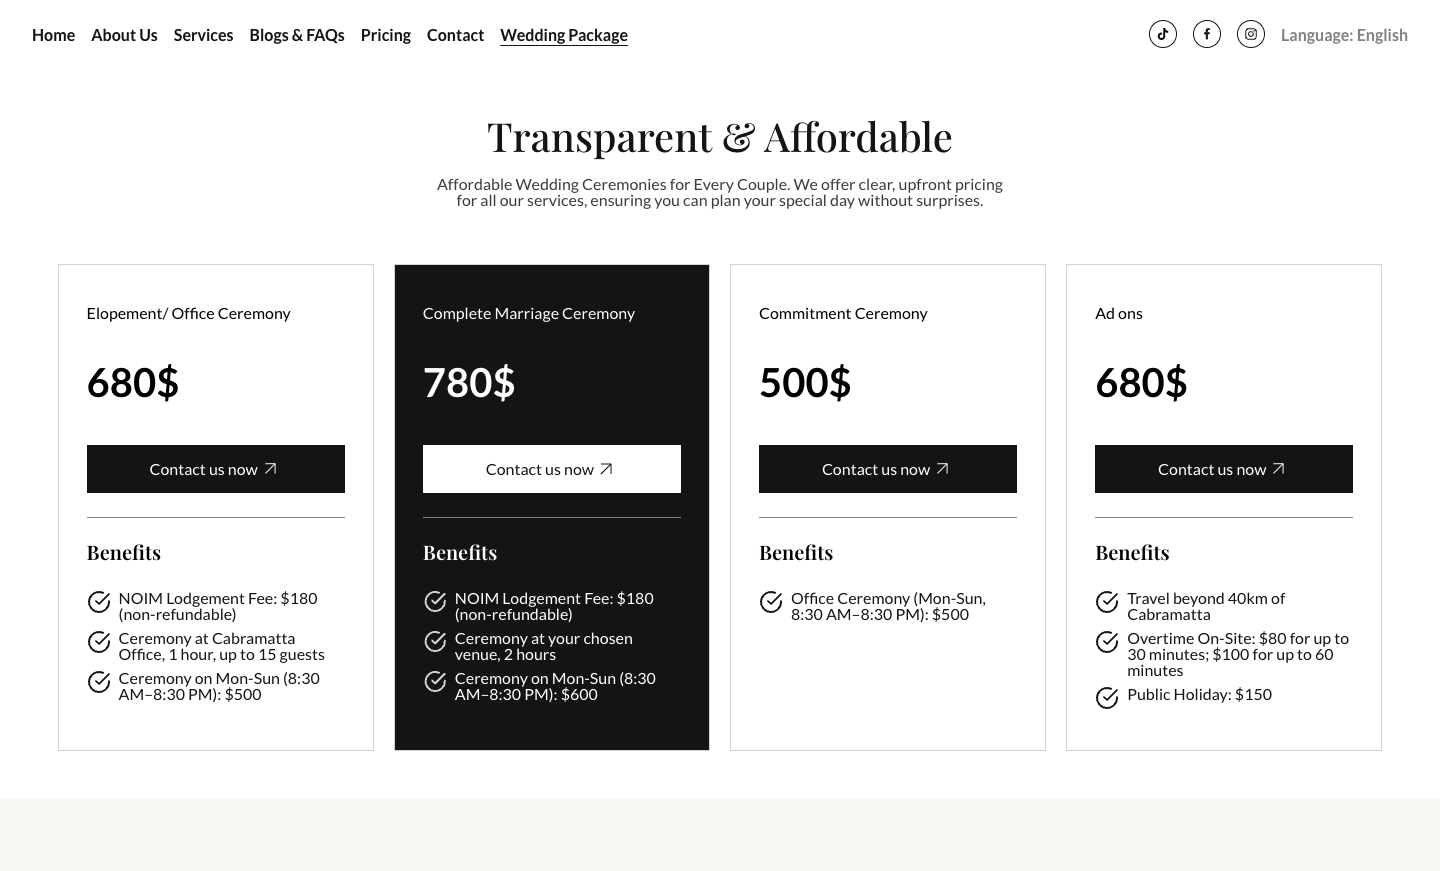 Home About Us Services Blogs & FAQs Pricing Contact Wedding Package Language: English
Transparent & Affordable
Affordable Wedding Ceremonies for Every Couple. We offer clear, upfront pricing
for all our services, ensuring you can plan your special day without surprises.
Elopement/ Office Ceremony
680$
Contact us now
Benefits
NOIM Lodgement Fee: $180
(non-refundable)
Ceremony at Cabramatta
Office, 1 hour, up to 15 guests
Ceremony on Mon-Sun (8:30
AM–8:30 PM): $500
Complete Marriage Ceremony
780$
Contact us now
Benefits
NOIM Lodgement Fee: $180
(non-refundable)
Ceremony at your chosen
venue, 2 hours
Ceremony on Mon-Sun (8:30
AM–8:30 PM): $600
Commitment Ceremony
500$
Contact us now
Benefits
Office Ceremony (Mon-Sun,
8:30 AM–8:30 PM): $500
Ad ons
680$
Contact us now
Benefits
Travel beyond 40km of
Cabramatta
Overtime On-Site: $80 for up to
30 minutes; $100 for up to 60
minutes
Public Holiday: $150